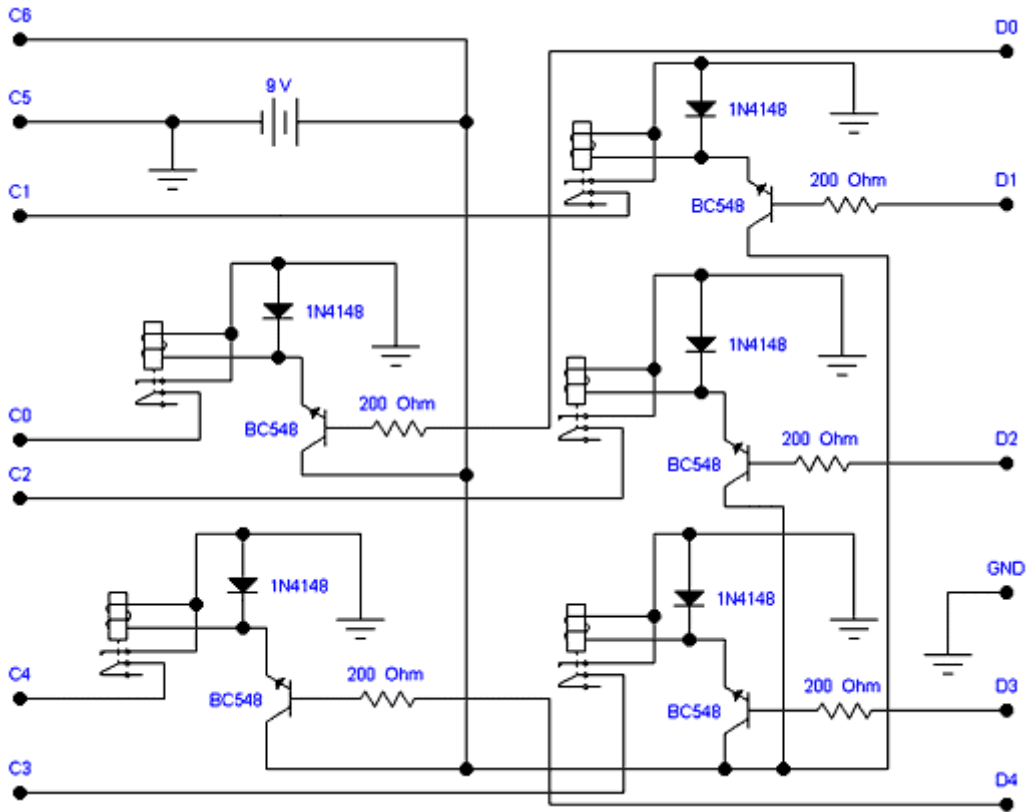 C6
D0
C5
9V
1N4148
C1
200 Ohm
D1
BC548
1N4148
1N4148
C0
200 Ohm
BC548
C2
200 Ohm
D2
BC548
1N4148
1N4148
GND
C4
200 Ohm
BC548
200 Ohm
D3
BC548
C3
D4